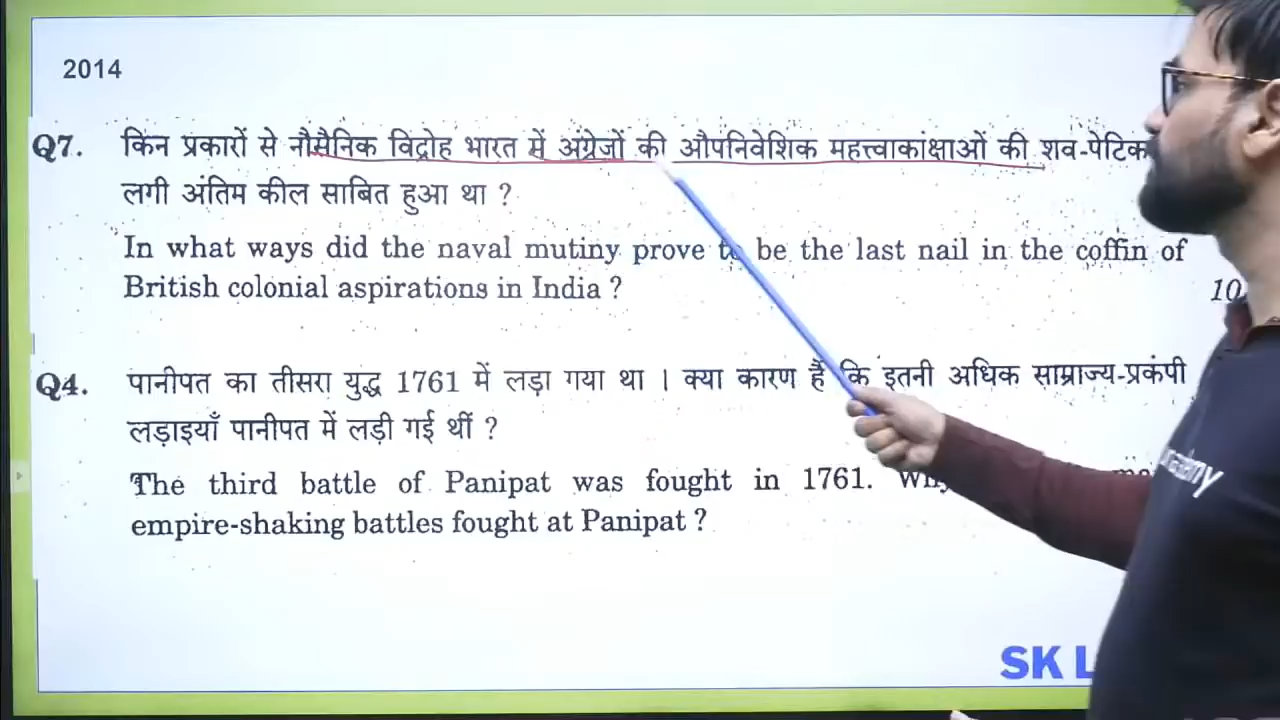 2014
Q7. किन प्रकारों से नौसैनिक विद्रोह भारत में अंग्रेजों की औपनिवेशिक महत्त्वाकांक्षाओं की
लगी अंतिम कील साबित हुआ था ?
In what ways did the naval mutiny prove to be the last nail in the coffin of
British colonial aspirations in India ?
10
Q4. पानीपत का तीसरा युद्ध 1761 में लड़ा गया था । क्या कारण है कि इतनी अधिक साम्राज्य-प्रकंपी
लड़ाइयाँ पानीपत में लड़ी गई थीं ?
The third battle of Panipat was fought in 1761.
empire-shaking battles fought at Panipat ?
SK